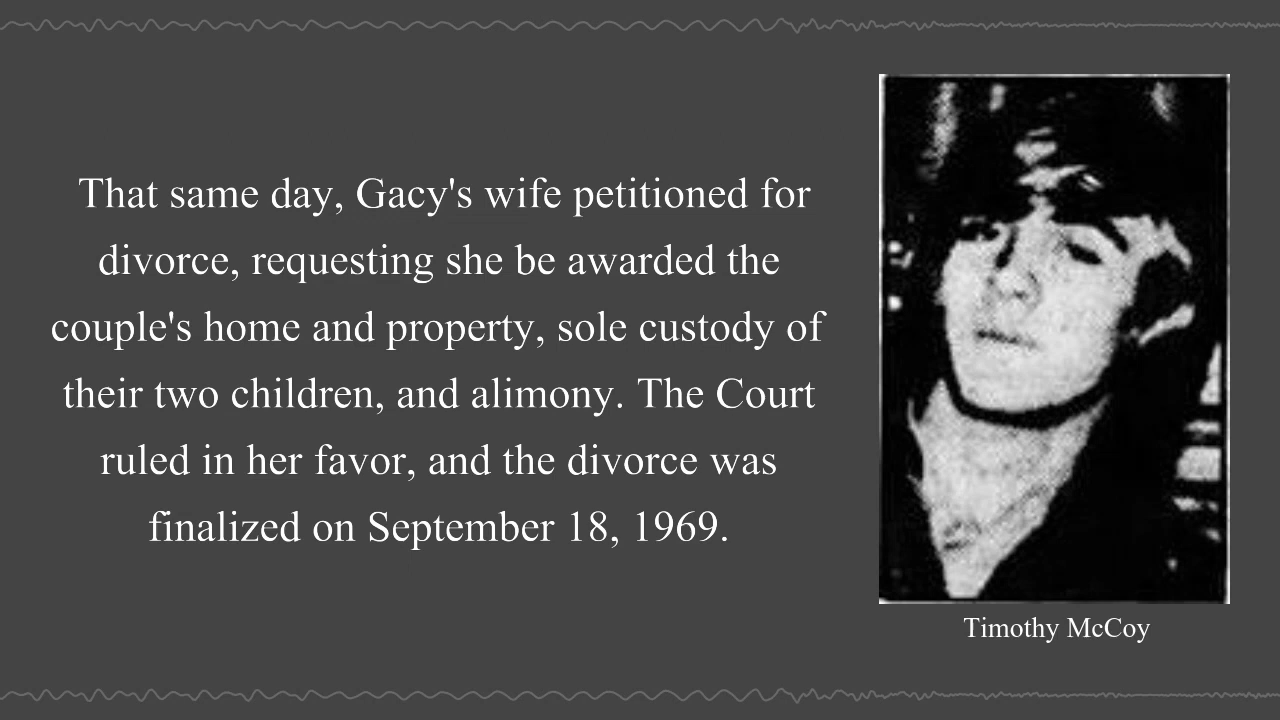 That same day, Gacy's wife petitioned for
divorce, requesting she be awarded the
couple's home and property, sole custody of
their two children, and alimony. The Court
ruled in her favor, and the divorce was
finalized on September 18, 1969.
Timothy McCoy